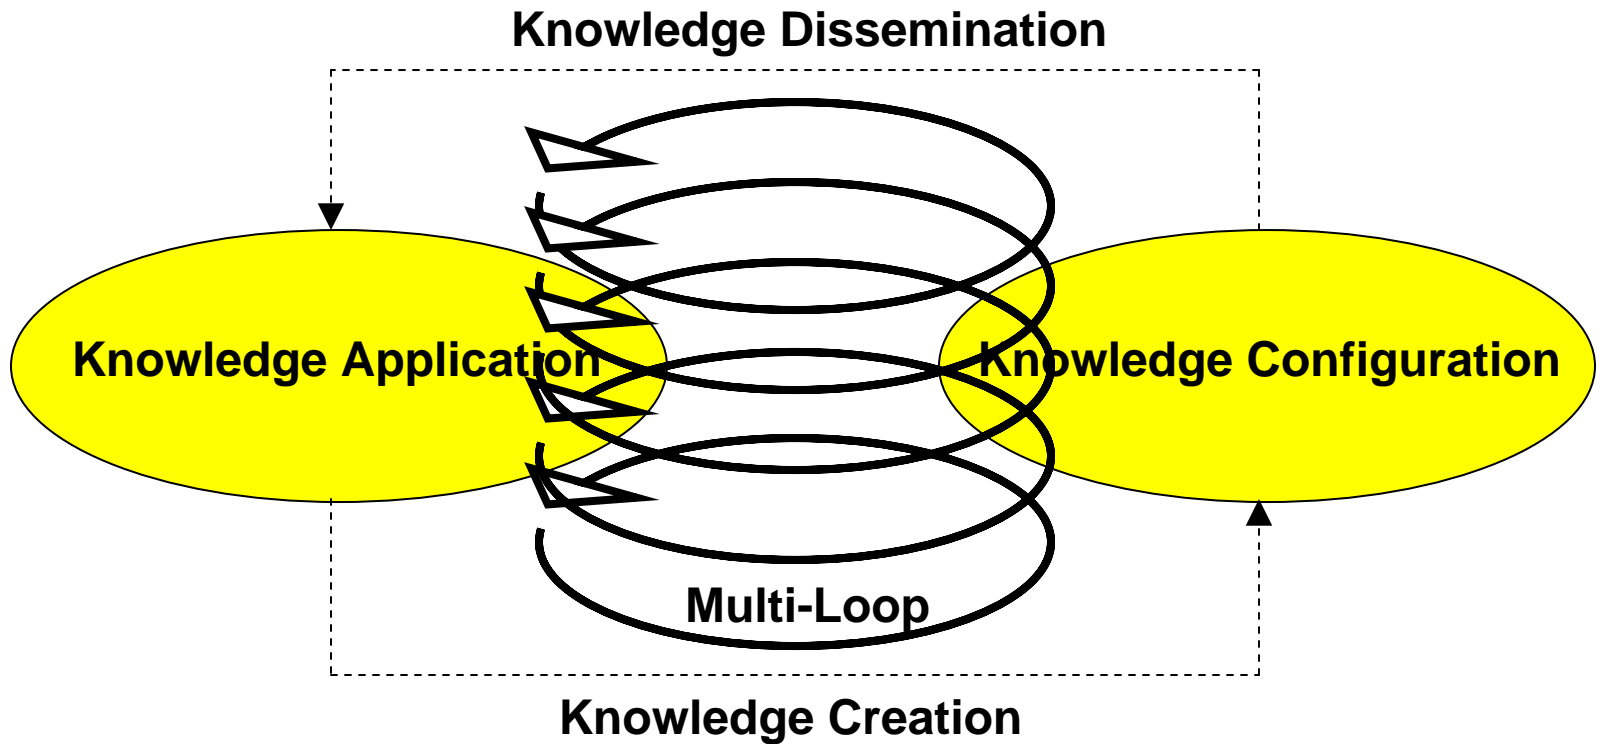 Knowledge Dissemination
Knowledge Application
Knowledge Configuration
Multi-Loop
Knowledge Creation